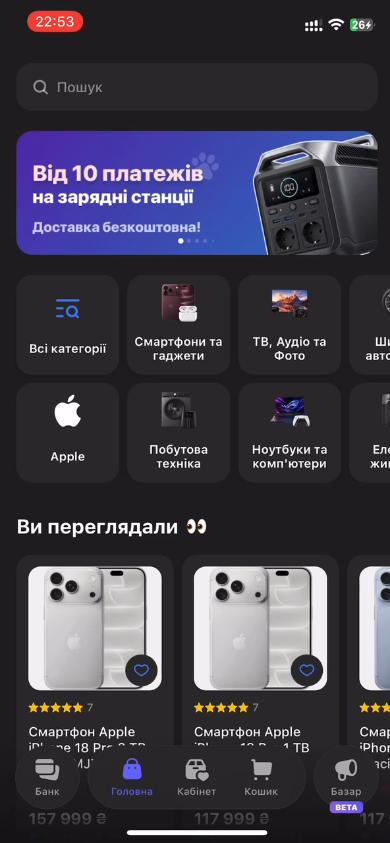 22:53
26
Пошук
Від 10 платежів
на зарядні станції
Доставка безкоштовна!
Всі категорії
Смартфони та
гаджети
ТВ, Аудіо та
Фото
Apple
Побутова
техніка
Ноутбуки та
комп'ютери
Ви переглядали 👀
7
7
Смартфон Apple
Смартфон Apple
Банк
Головна
Кабінет
Кошик
Базар
BETA
157 999 ₴
117 999 ₴